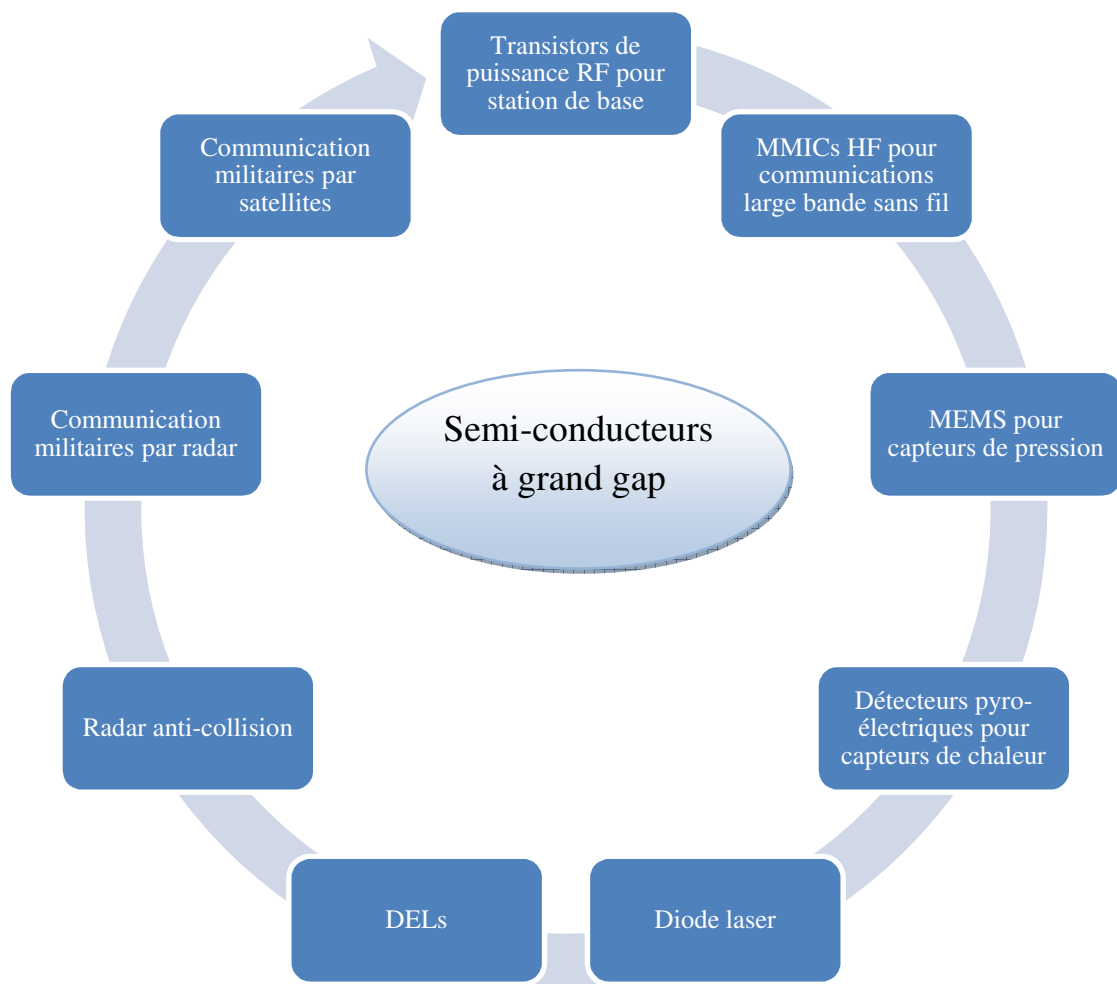 Transistors de
puissance RF pour
station de base
MMICs HF pour
communications
large bande sans fil
MEMS pour
capteurs de pression
Détecteurs pyro-
électriques pour
capteurs de chaleur
Diode laser
DELs
Radar anti-collision
Communication
militaires par radar
Communication
militaires par
satellites
Semi-conducteurs
à grand gap